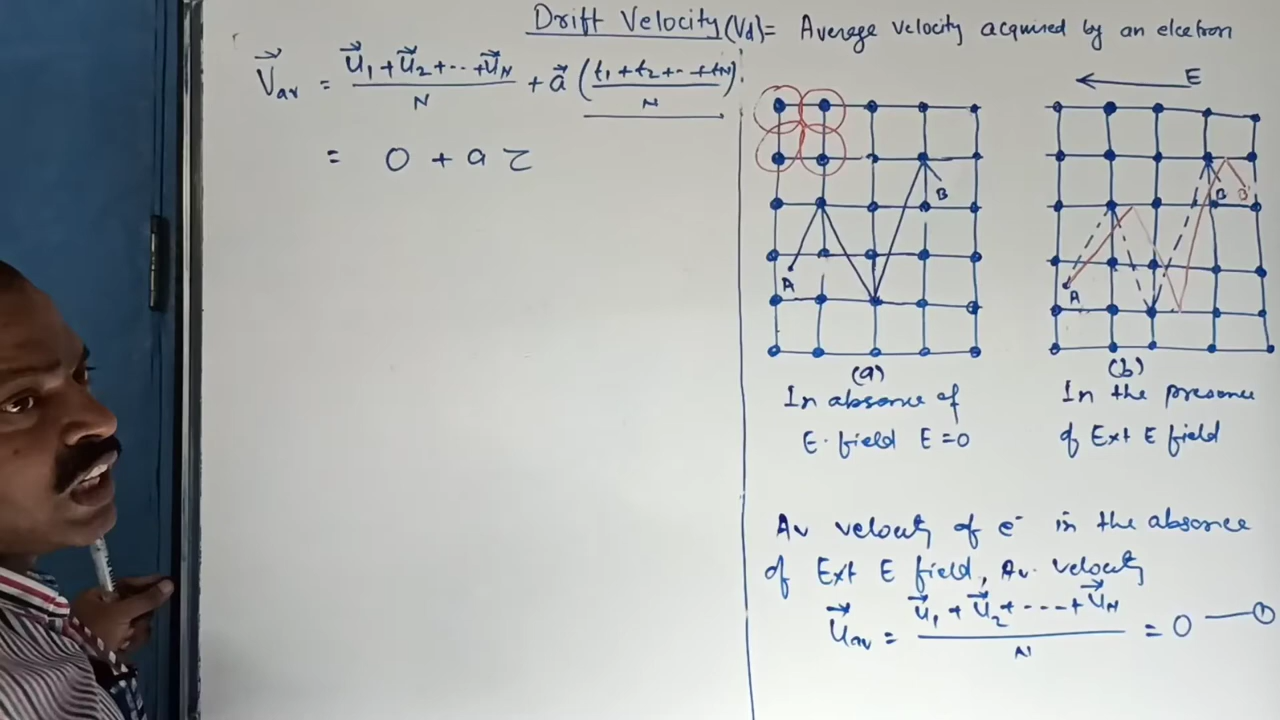 Drift Velocity (Vd) = Average velocity acquired by an elcetron
V⃗av = (u⃗1 + u⃗2 + ... + u⃗N)/N + a⃗ (t1 + t2 + ... + tN)/N .
= 0 + a τ
A
B
(a)
In absence of
E. field E = 0
E
A
B
B
(b)
In the presence
of Ext E field
Av velocity of e⁻ in the absence
of Ext E field, Av. velocity
u⃗av = (u⃗1 + u⃗2 + ---- + u⃗N)/N = 0 — ①